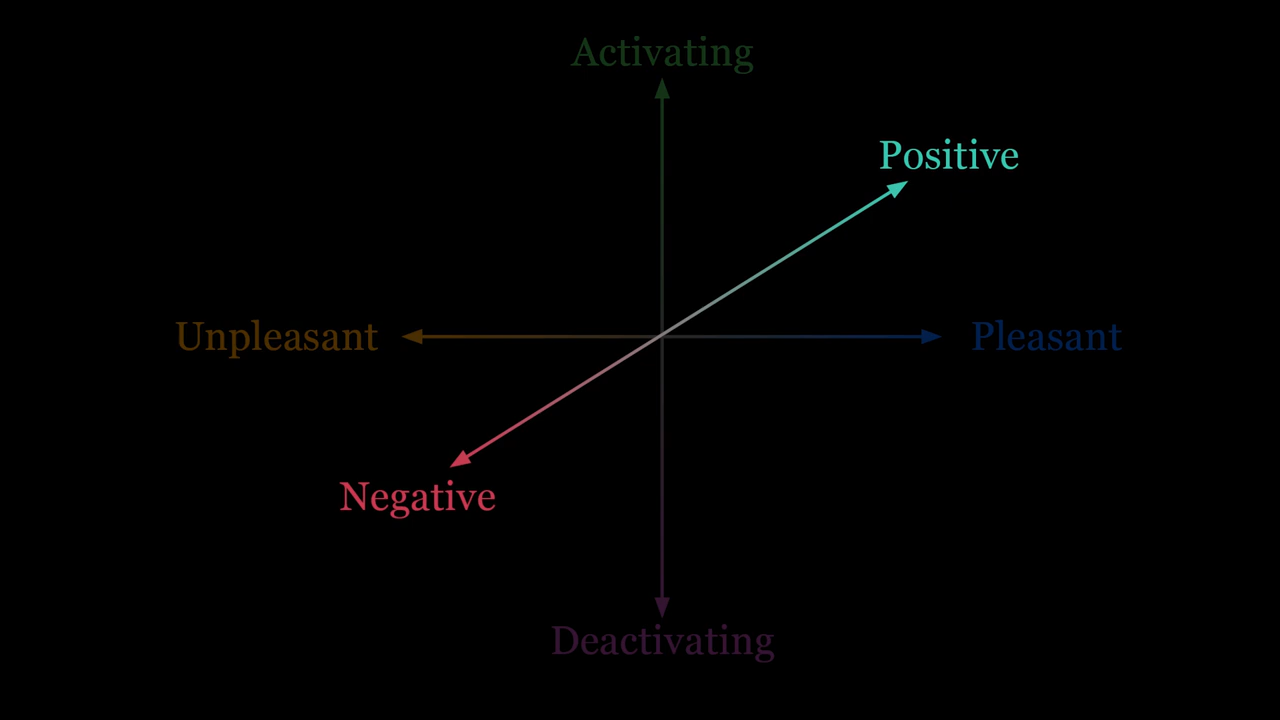 Activating
Positive
Unpleasant
Pleasant
Negative
Deactivating